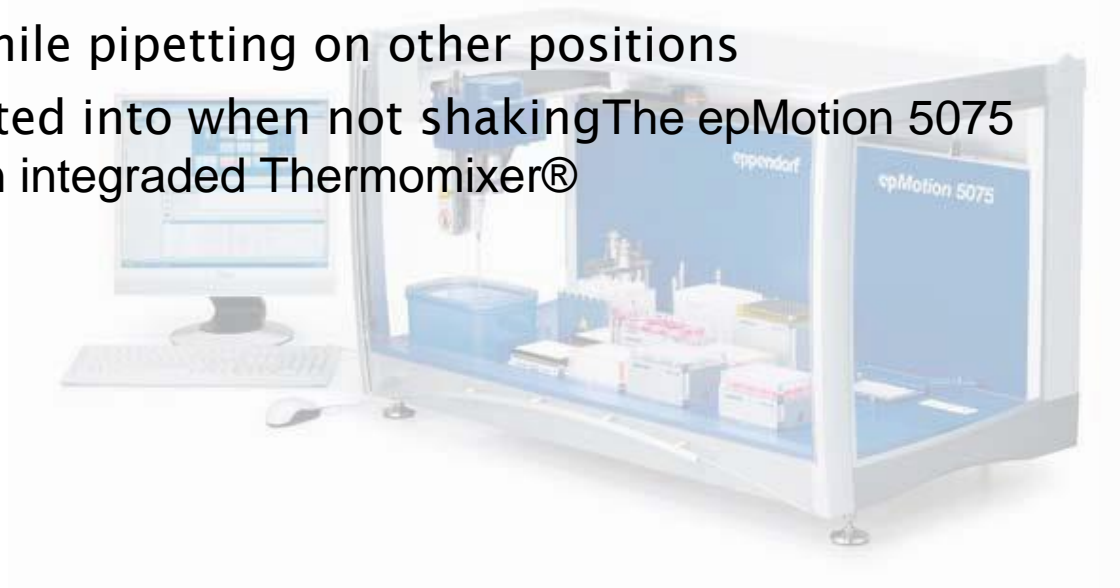 hile pipetting on other positions
ted into when not shakingThe epMotion 5075
integraded Thermomixer®
eppendorf
epMotion 5075